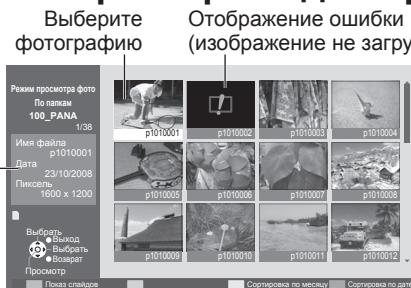 Выберите
фотографию
Отображение ошибки
(изображение не загру
Режим просмотра фото
По папкам
100_PANA
1/38
Имя файла
p1010001
Дата
23/10/2008
Пиксель
1600 x 1200
Выбрать
Выход
Выбрать
Возврат
Просмотр
p1010001
p1010002
p1010003
p1010004
p1010005
p1010006
p1010007
p1010008
p1010009
p1010010
p1010011
p1010012
Показ слайдов
Сортировка по месяцу
Сортировка по дате